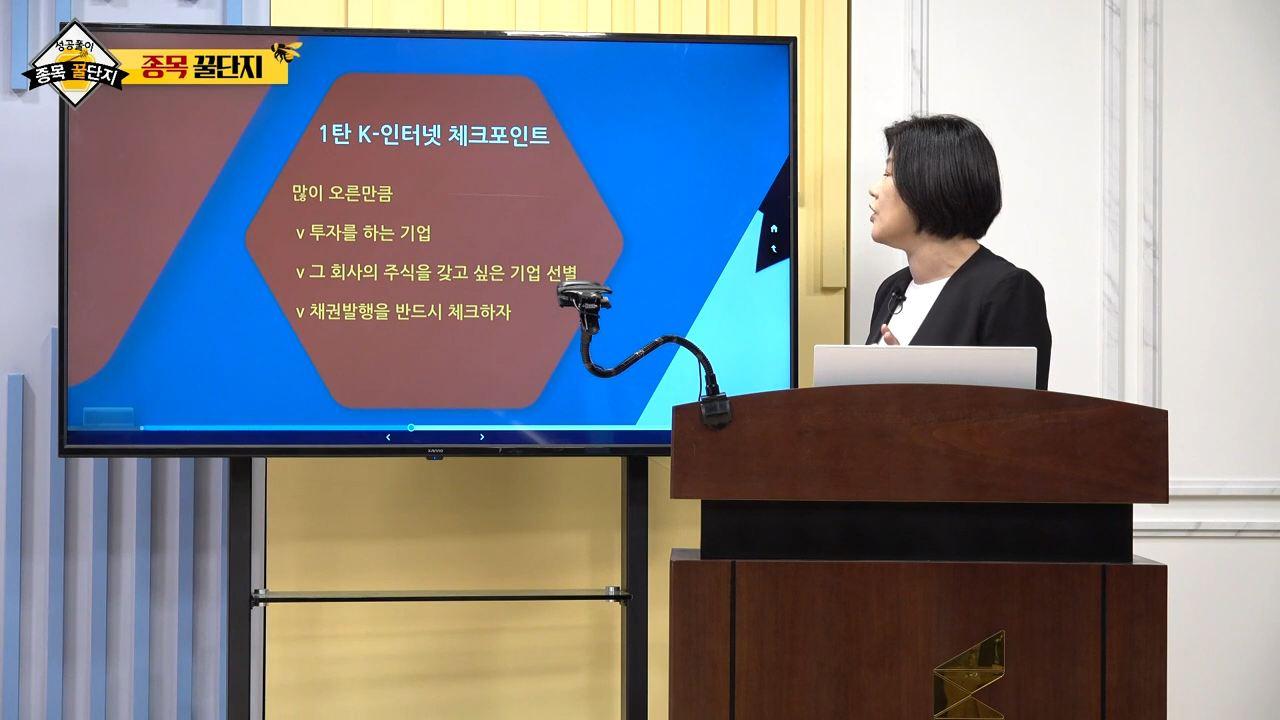 성공풀이
종목 꿀단지
종목 꿀단지
1탄 K-인터넷 체크포인트
많이 오른만큼
v 투자를 하는 기업
v 그 회사의 주식을 갖고 싶은 기업 선별
v 채권발행을 반드시 체크하자